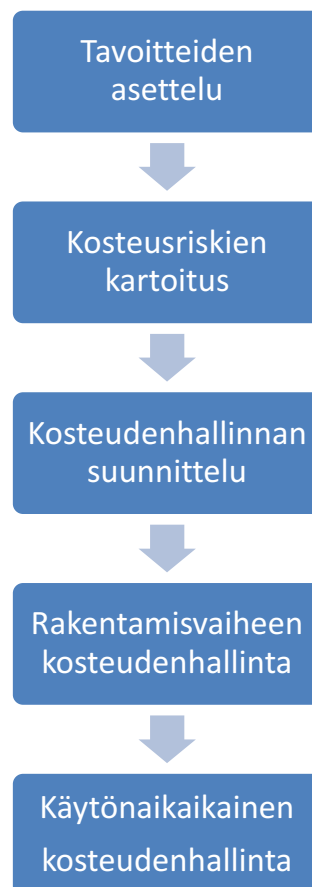 Tavoitteiden
asettelu
Kosteusriskien
kartoitus
Kosteudenhallinnan
suunnittelu
Rakentamisvaiheen
kosteudenhallinta
Käytönaikaikainen
kosteudenhallinta